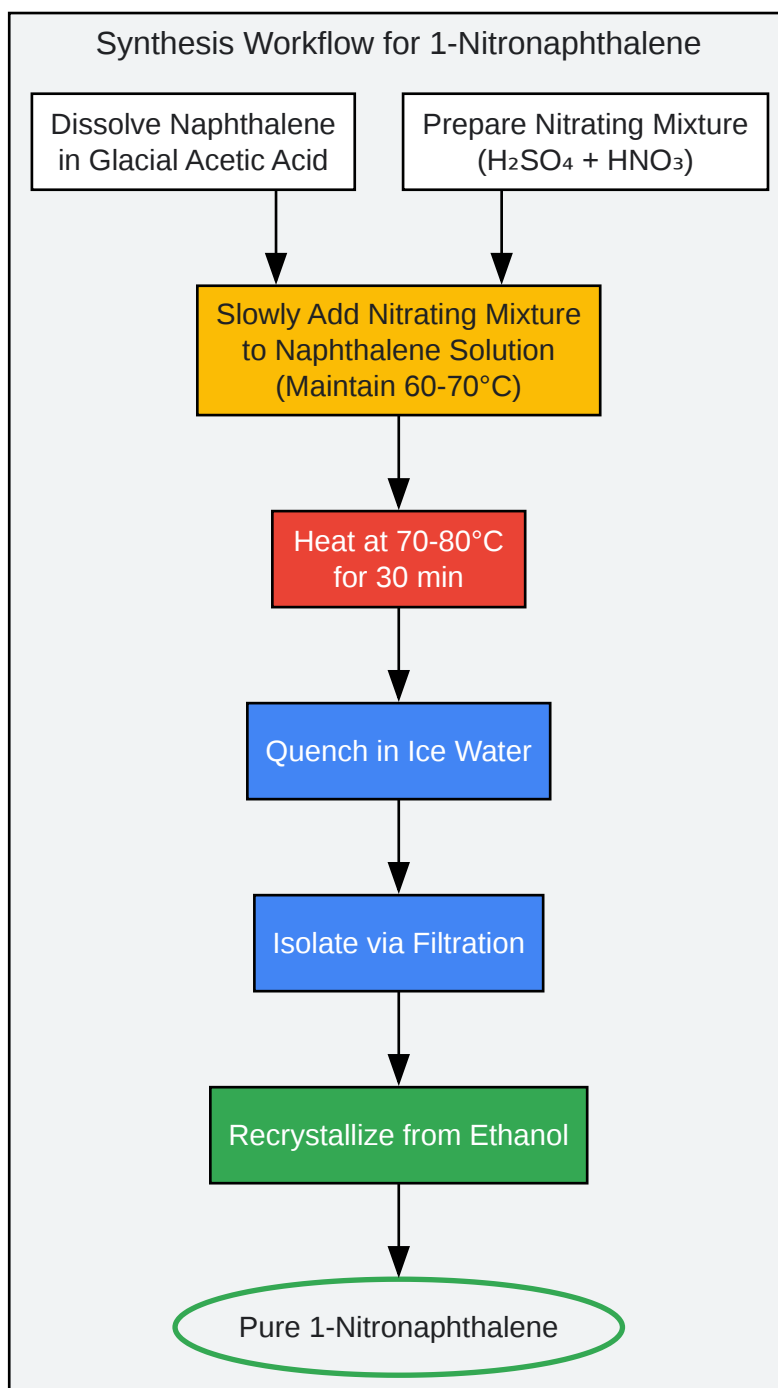 Synthesis Workflow for 1-Nitronaphthalene
Dissolve Naphthalene
in Glacial Acetic Acid
Prepare Nitrating Mixture
(H₂SO₄ + HNO₃)
Slowly Add Nitrating Mixture
to Naphthalene Solution
(Maintain 60-70°C)
Heat at 70-80°C
for 30 min
Quench in Ice Water
Isolate via Filtration
Recrystallize from Ethanol
Pure 1-Nitronaphthalene